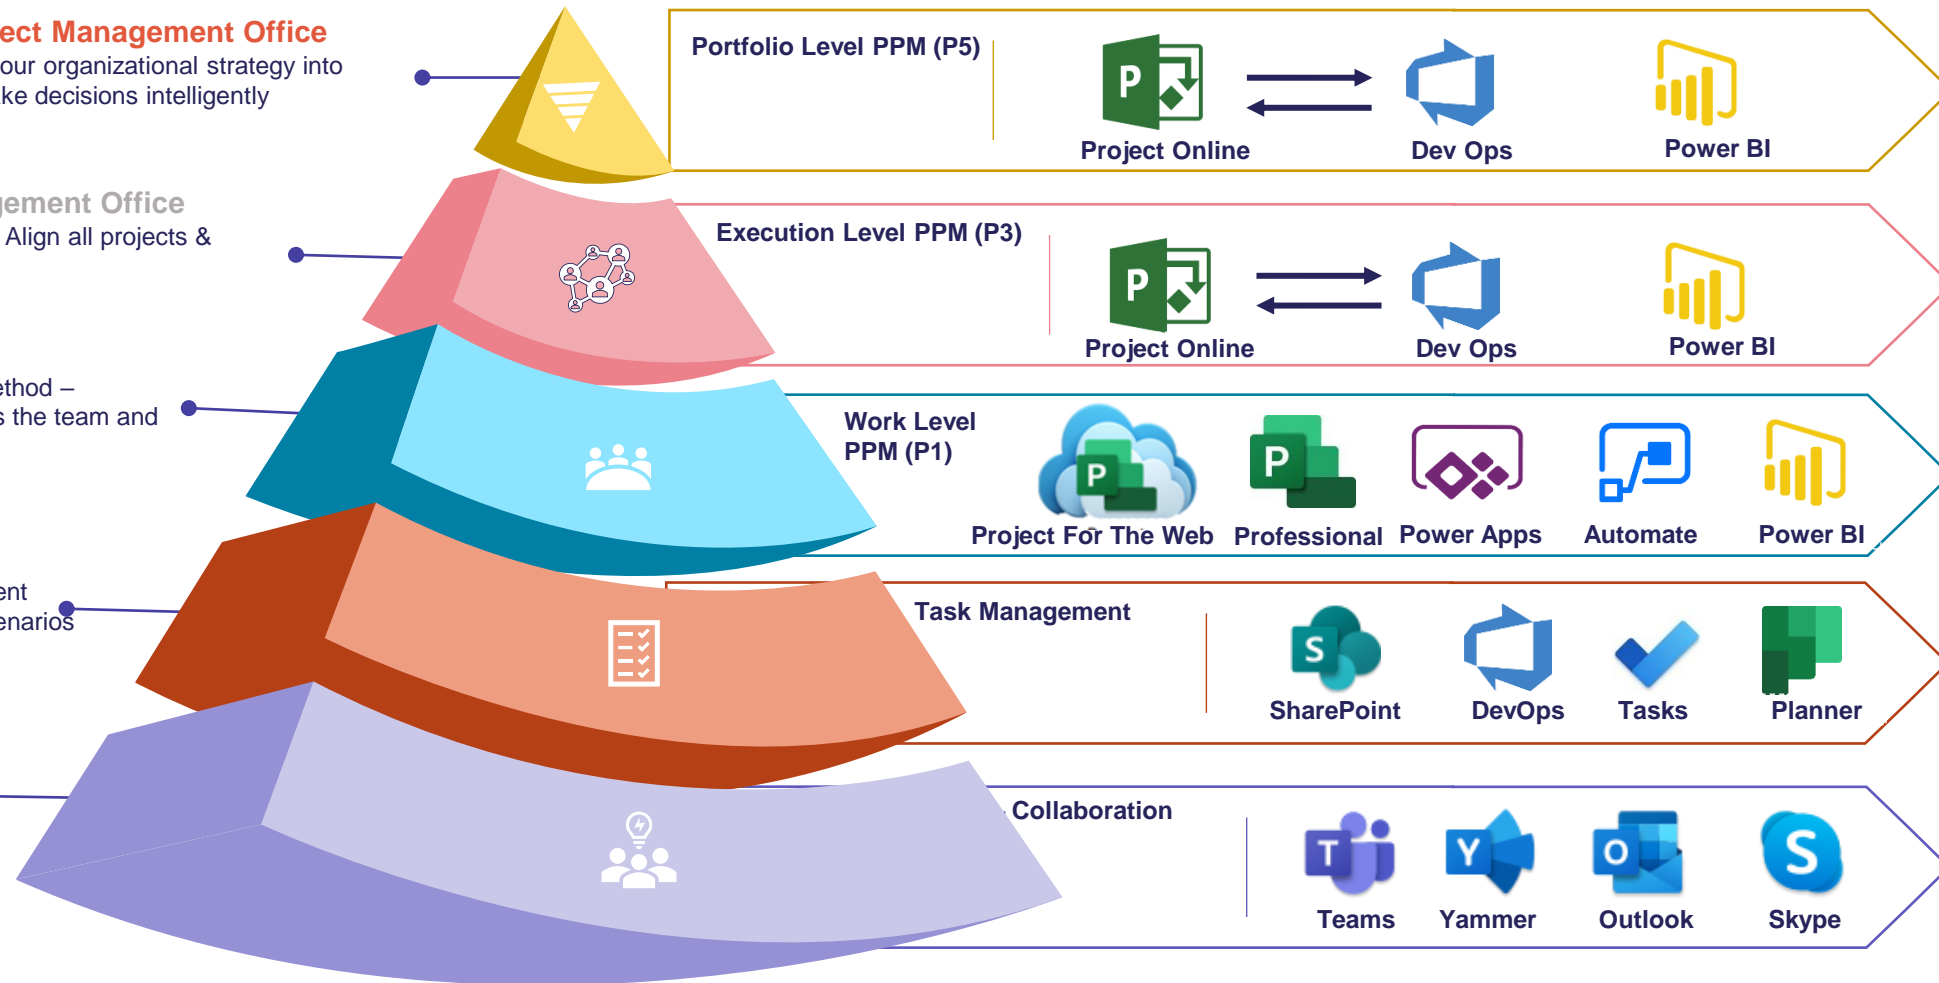 ect Management Office
our organizational strategy into
ake decisions intelligently
Portfolio Level PPM (P5)
P
Project Online
Dev Ops
Power BI
gement Office
Align all projects &
Execution Level PPM (P3)
P
Project Online
Dev Ops
Power BI
ethod –
s the team and
Work Level
PPM (P1)
P
P
Project For The Web
Professional
Power Apps
Automate
Power BI
ent
enarios
Task Management
S
SharePoint
DevOps
Tasks
Planner
Collaboration
T
Y
O
S
Teams
Yammer
Outlook
Skype